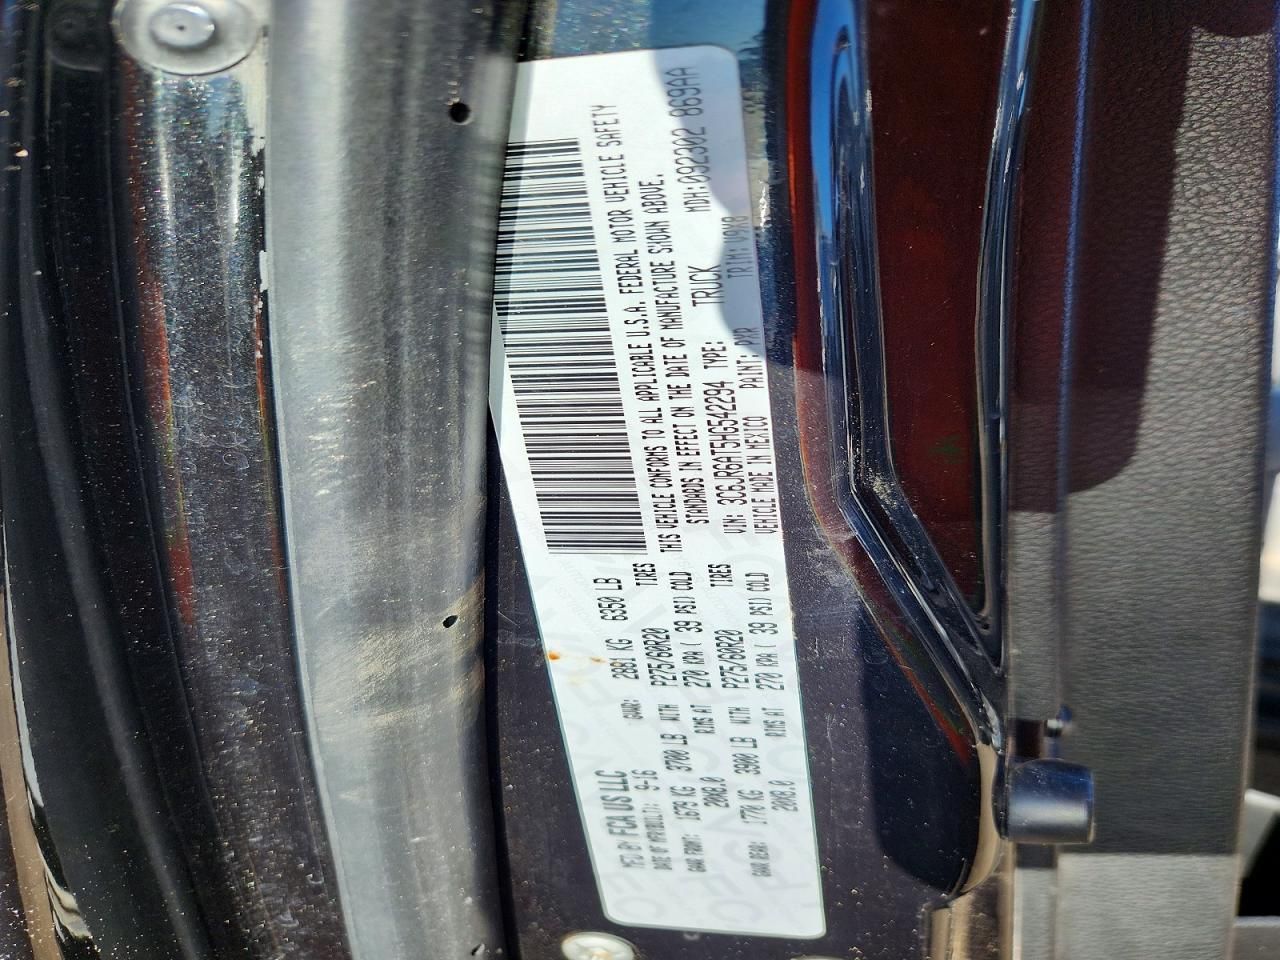 MFD BY FCA US LLC
DATE OF MFR(BUILT): 9-16 GVWR: 2881 KG 6350 LB
GAWR FRONT: 1679 KG 3700 LB WITH P275/60R20 TIRES
20X8.0 RIMS AT 270 KPA ( 39 PSI) COLD
GAWR REAR: 1770 KG 3900 LB WITH P275/60R20 TIRES
20X8.0 RIMS AT 270 KPA ( 39 PSI) COLD
THIS VEHICLE CONFORMS TO ALL APPLICABLE U.S.A. FEDERAL MOTOR VEHICLE SAFETY
STANDARDS IN EFFECT ON THE DATE OF MANUFACTURE SHOWN ABOVE.
VIN: 3C6JR6AT5HG542294 TYPE: TRUCK MDH:092302 869AA
VEHICLE MADE IN MEXICO PAINT: PXR TRIM: